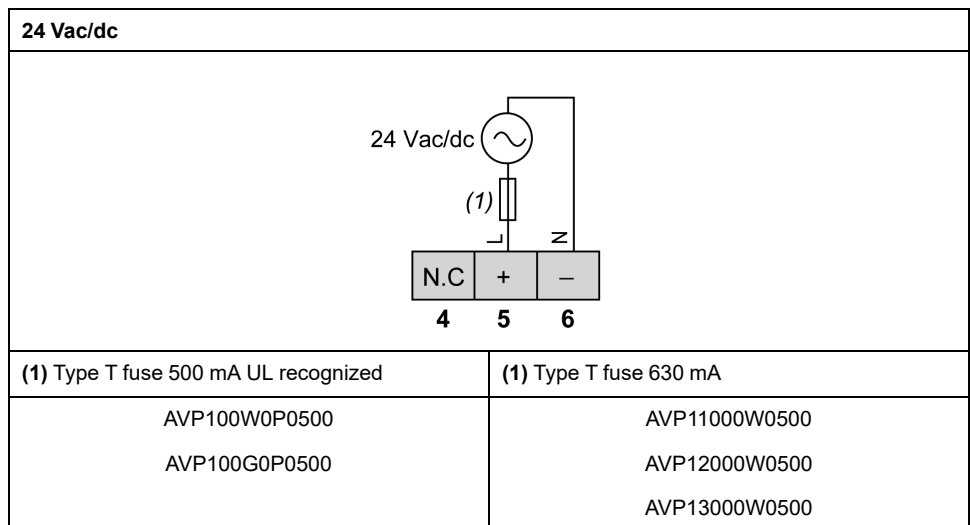 24 Vac/dc
24 Vac/dc
(1)
L
N
N.C + –
4 5 6
(1) Type T fuse 500 mA UL recognized
(1) Type T fuse 630 mA
AVP100W0P0500
AVP11000W0500
AVP100G0P0500
AVP12000W0500
AVP13000W0500